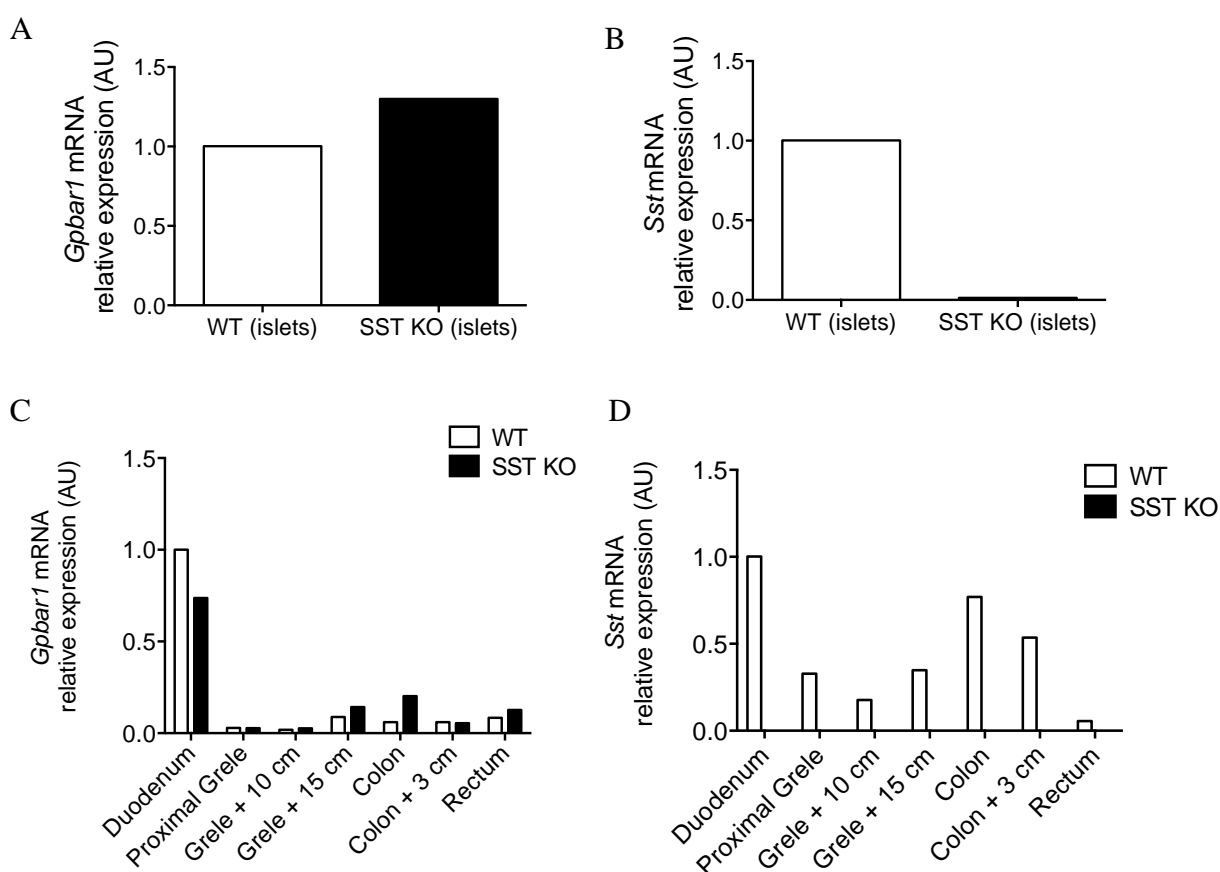 A
Gpbar1 mRNA
relative expression (AU)
1.5
1.0
0.5
0.0
WT (islets)
SST KO (islets)
B
Sst mRNA
relative expression (AU)
1.5
1.0
0.5
0.0
WT (islets)
SST KO (islets)
C
WT
SST KO
Gpbar1 mRNA
relative expression (AU)
1.5
1.0
0.5
0.0
Duodenum
Proximal Grele
Grele + 10 cm
Grele + 15 cm
Colon
Colon + 3 cm
Rectum
D
WT
SST KO
Sst mRNA
relative expression (AU)
1.5
1.0
0.5
0.0
Duodenum
Proximal Grele
Grele + 10 cm
Grele + 15 cm
Colon
Colon + 3 cm
Rectum